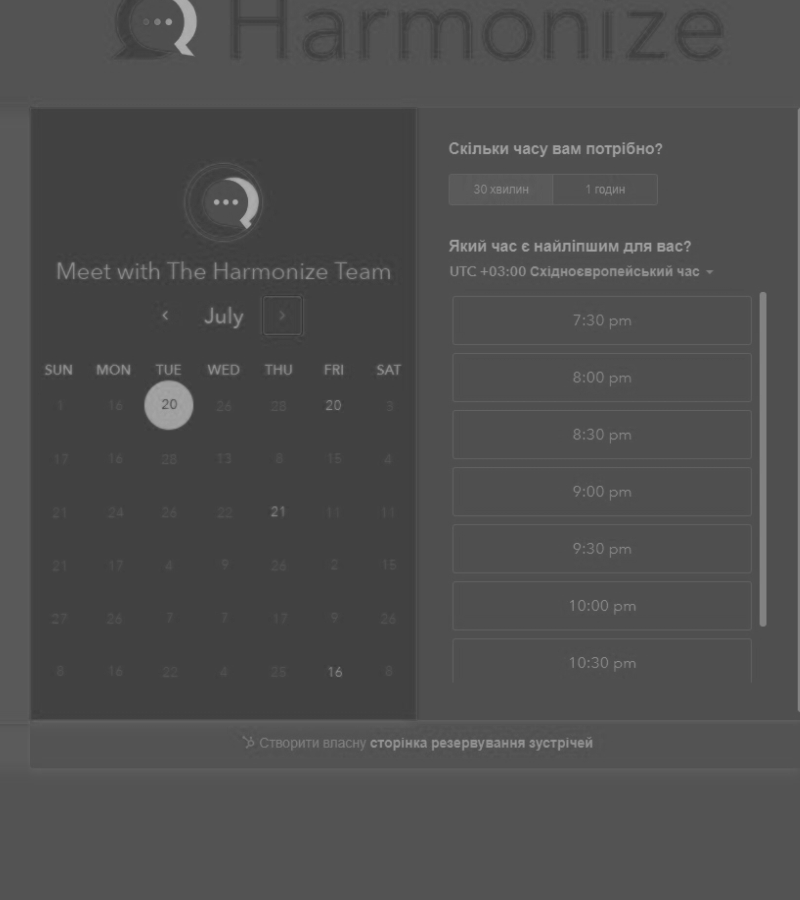 Harmonize
Meet with The Harmonize Team
July
SUN MON TUE WED THU FRI SAT
1 16 20 26 28 20 3
17 16 28 13 8 15 4
21 24 26 22 21 11 11
21 17 4 9 26 2 15
27 26 7 7 17 9 26
8 16 22 4 25 16 8
Скільки часу вам потрібно?
30 хвилин 1 годин
Який час є найліпшим для вас?
UTC +03:00 Східноєвропейський час
7:30 pm
8:00 pm
8:30 pm
9:00 pm
9:30 pm
10:00 pm
10:30 pm
Створити власну сторінка резервування зустрічей